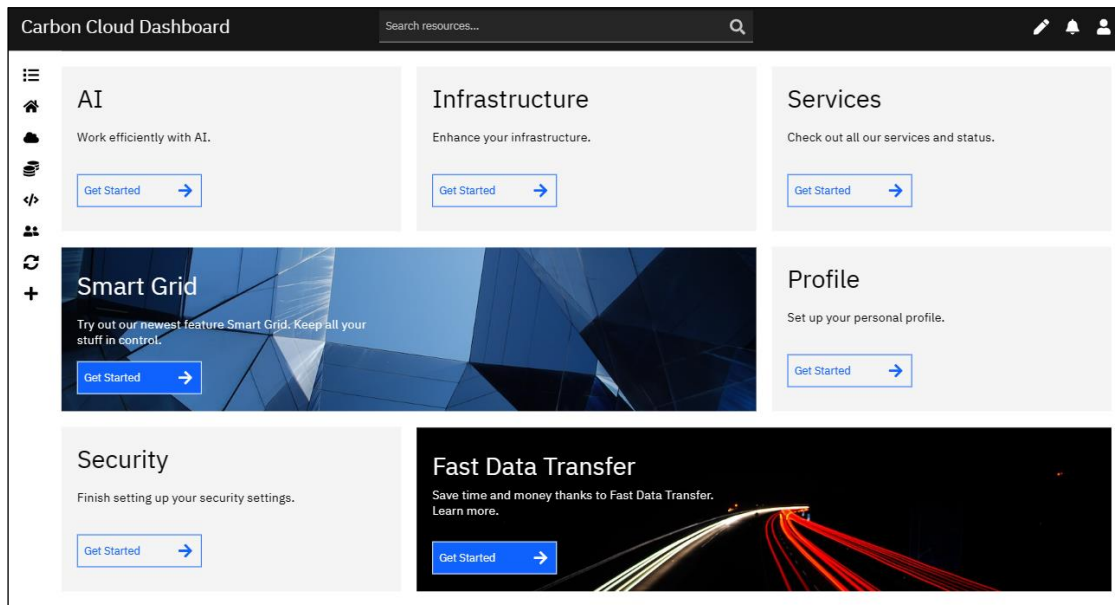 Carbon Cloud Dashboard
Search resources...
AI
Work efficiently with AI.
Get Started
Infrastructure
Enhance your infrastructure.
Get Started
Services
Check out all our services and status.
Get Started
Smart Grid
Try out our newest feature Smart Grid. Keep all your
stuff in control.
Get Started
Profile
Set up your personal profile.
Get Started
Security
Finish setting up your security settings.
Get Started
Fast Data Transfer
Save time and money thanks to Fast Data Transfer.
Learn more.
Get Started